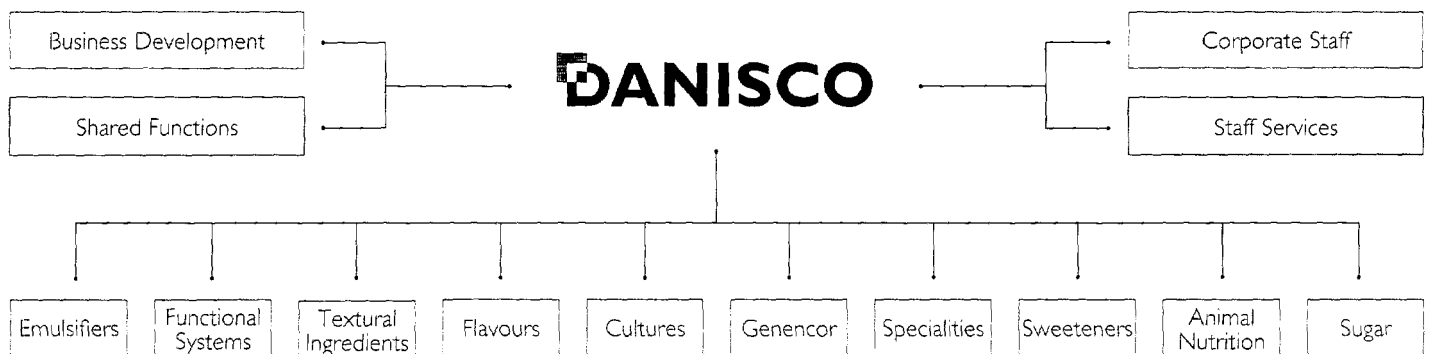 Business Development
DANISCO
Corporate Staff
Shared Functions
Staff Services
Emulsifiers
Functional
Systems
Textural
Ingredients
Flavours
Cultures
Genencor
Specialities
Sweeteners
Animal
Nutrition
Sugar